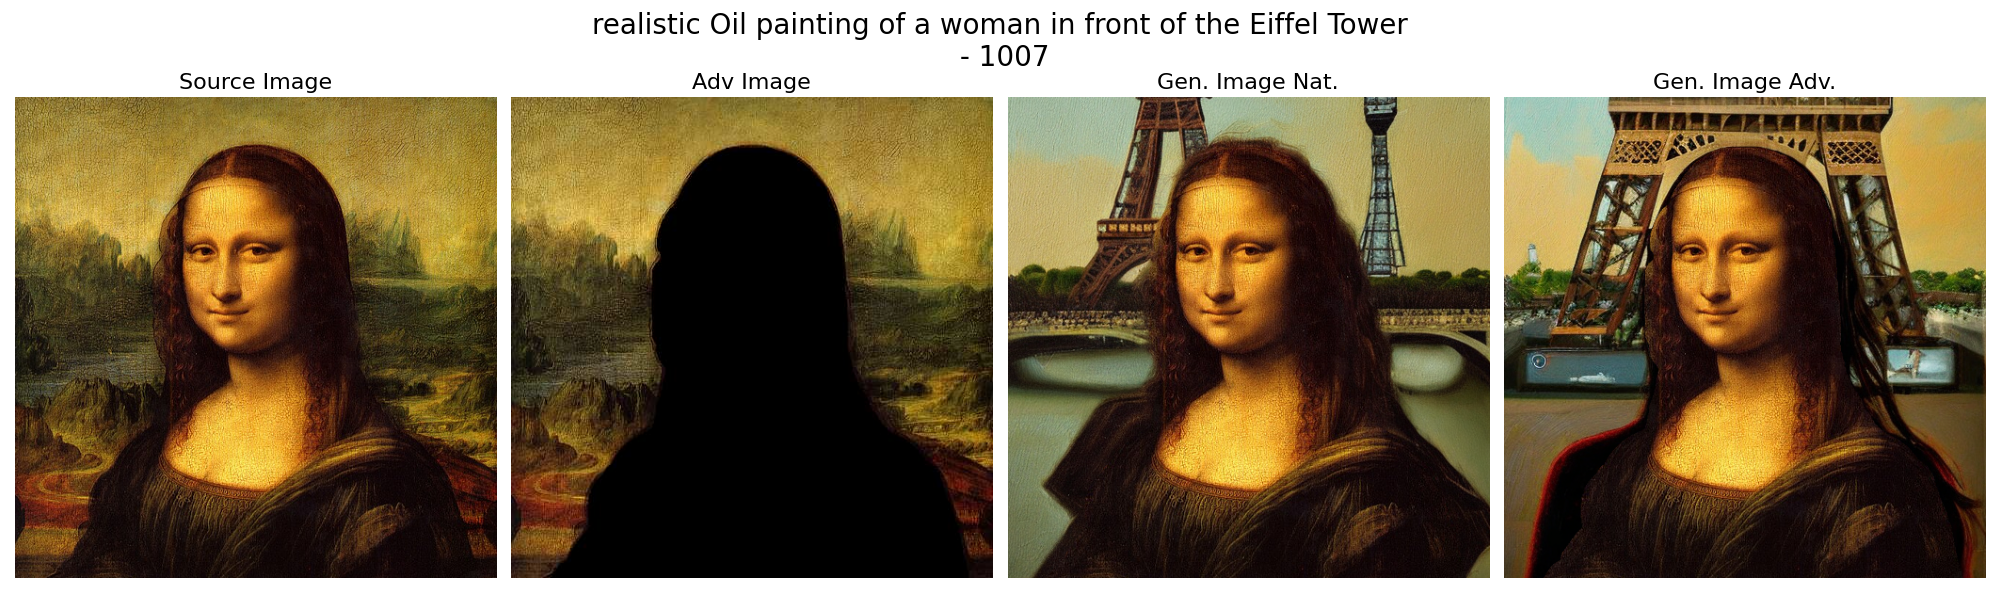 realistic Oil painting of a woman in front of the Eiffel Tower
- 1007
Source Image
Adv Image
Gen. Image Nat.
Gen. Image Adv.